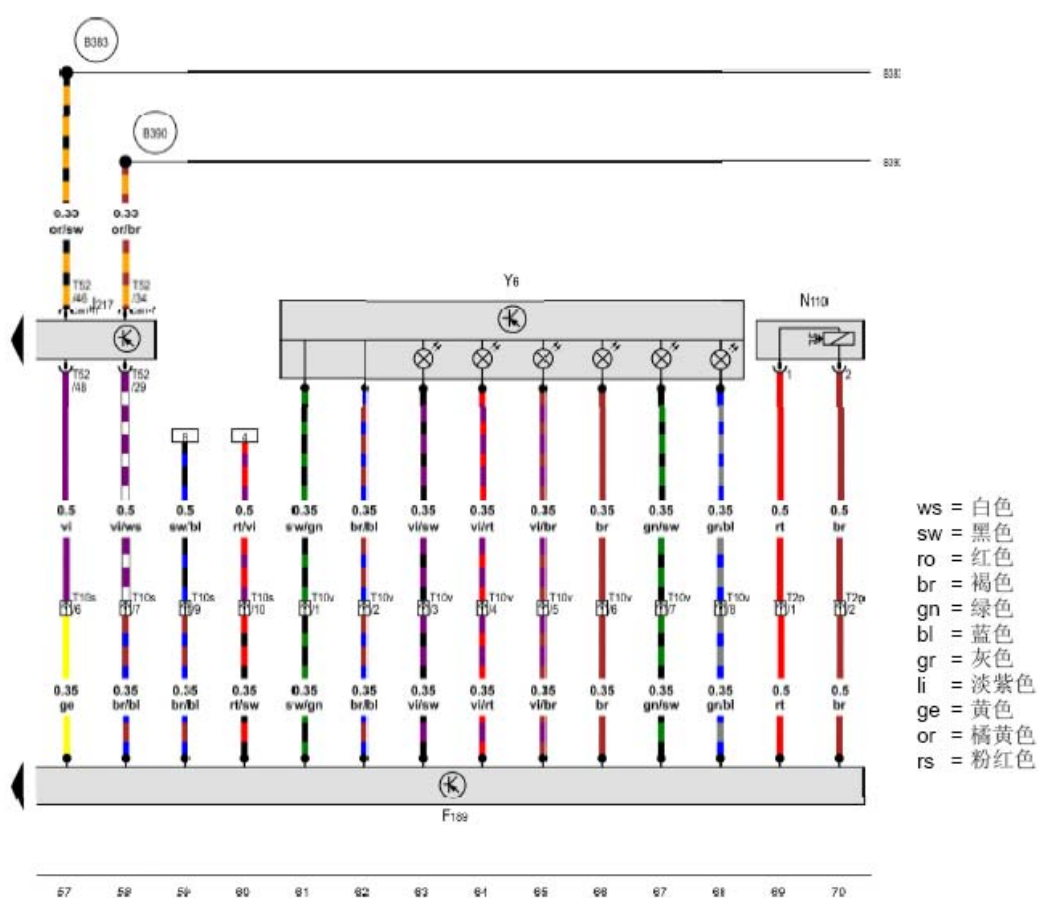 B383
B390
0.35 0.35
or/sw or/br
T52 /46 T52 /34
J217
Y6
N110
T52 /48 T52 /29
1 2
8 4
0.5 0.5 0.5 0.5 0.35 0.35 0.35 0.35 0.35 0.35 0.35 0.35 0.5 0.5
vi vi/ws sw/bl rt/vi sw/gn br/bl vi/sw vi/rt vi/br br gn/sw gr/bl rt br
T10s /6 T10s /7 T10s /9 T10s /10 T10v /1 T10v /2 T10v /3 T10v /4 T10v /5 T10v /6 T10v /7 T10v /8 T2p /1 T2p /2
0.35 0.35 0.35 0.35 0.35 0.35 0.35 0.35 0.35 0.35 0.35 0.35 0.5 0.5
ge br/bl br/bl rt/sw sw/gn br/bl vi/sw vi/rt vi/br br gn/sw gr/bl rt br
F189
57 58 59 60 61 62 63 64 65 66 67 68 69 70
ws = 白色
sw = 黑色
ro = 红色
br = 褐色
gn = 绿色
bl = 蓝色
gr = 灰色
li = 淡紫色
ge = 黄色
or = 橘黄色
rs = 粉红色